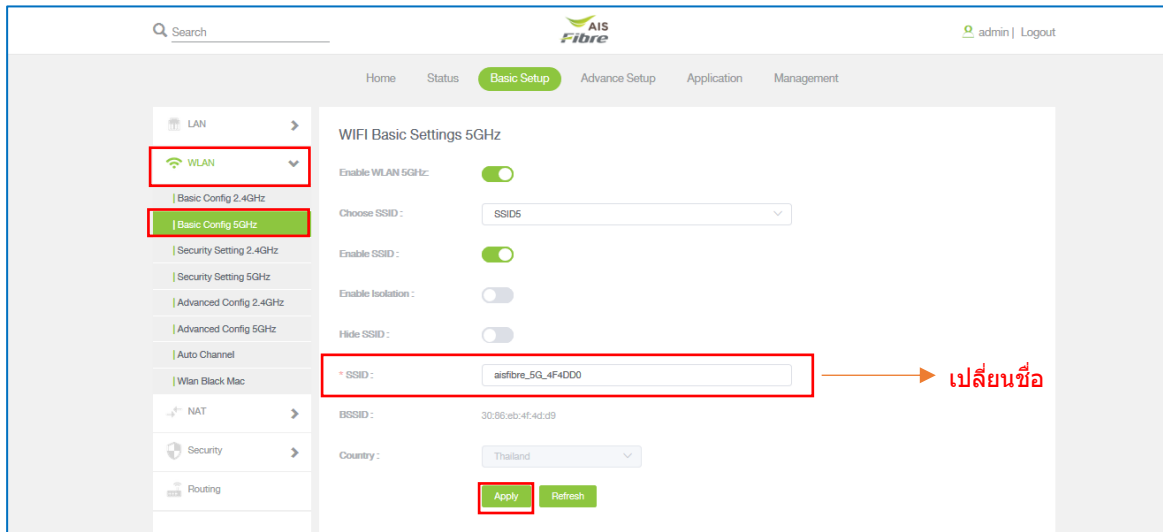 Search
AIS
Fibre
admin | Logout
Home Status Basic Setup Advance Setup Application Management
LAN
WLAN
Basic Config 2.4GHz
Basic Config 5GHz
Security Setting 2.4GHz
Security Setting 5GHz
Advanced Config 2.4GHz
Advanced Config 5GHz
Auto Channel
Wlan Black Mac
NAT
Security
Routing
WIFI Basic Settings 5GHz
Enable WLAN 5GHz:
Choose SSID : SSID5
Enable SSID :
Enable Isolation :
Hide SSID :
* SSID : aisfibre_5G_4F4DD0
เปลี่ยนชื่อ
BSSID : 30:86:eb:4f:4d:d9
Country : Thailand
Apply Refresh